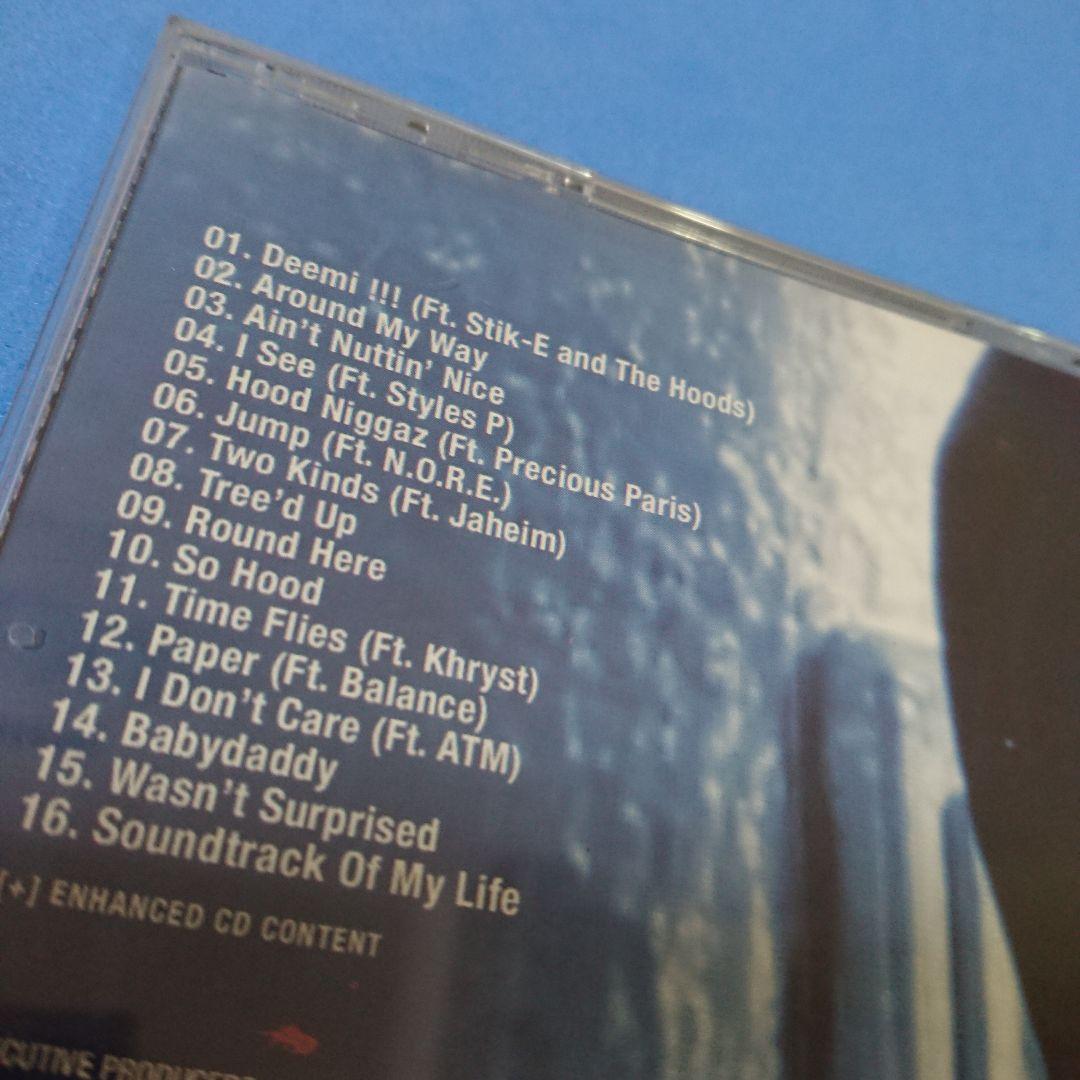 01. Deemi !!! (Ft. Stik-E and The Hoods)
02. Around My Way
03. Ain't Nuttin' Nice
04. I See (Ft. Styles P)
05. Hood Niggaz (Ft. Precious Paris)
06. Jump (Ft. N.O.R.E.)
07. Two Kinds (Ft. Jaheim)
08. Tree'd Up
09. Round Here
10. So Hood
11. Time Flies (Ft. Khryst)
12. Paper (Ft. Balance)
13. I Don't Care (Ft. ATM)
14. Babydaddy
15. Wasn't Surprised
16. Soundtrack Of My Life
[+] ENHANCED CD CONTENT